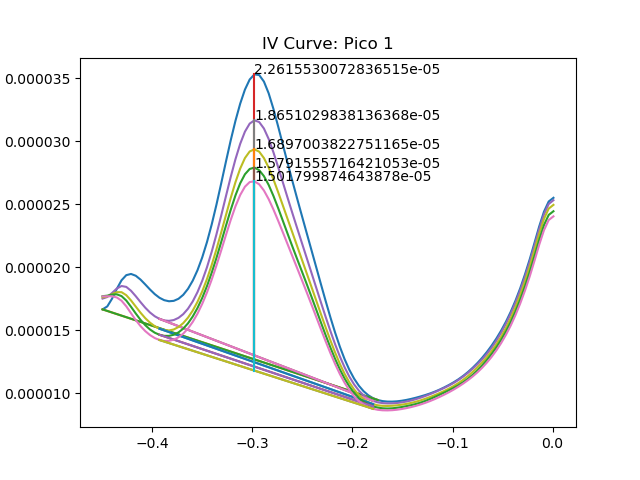 IV Curve: Pico 1
0.000035
2.2615530072836515e-05
1.8651029838136368e-05
0.000030
1.6897003822751165e-05
1.5791555716421053e-05
1.501799874643878e-05
0.000025
0.000020
0.000015
0.000010
−0.4 −0.3 −0.2 −0.1 0.0